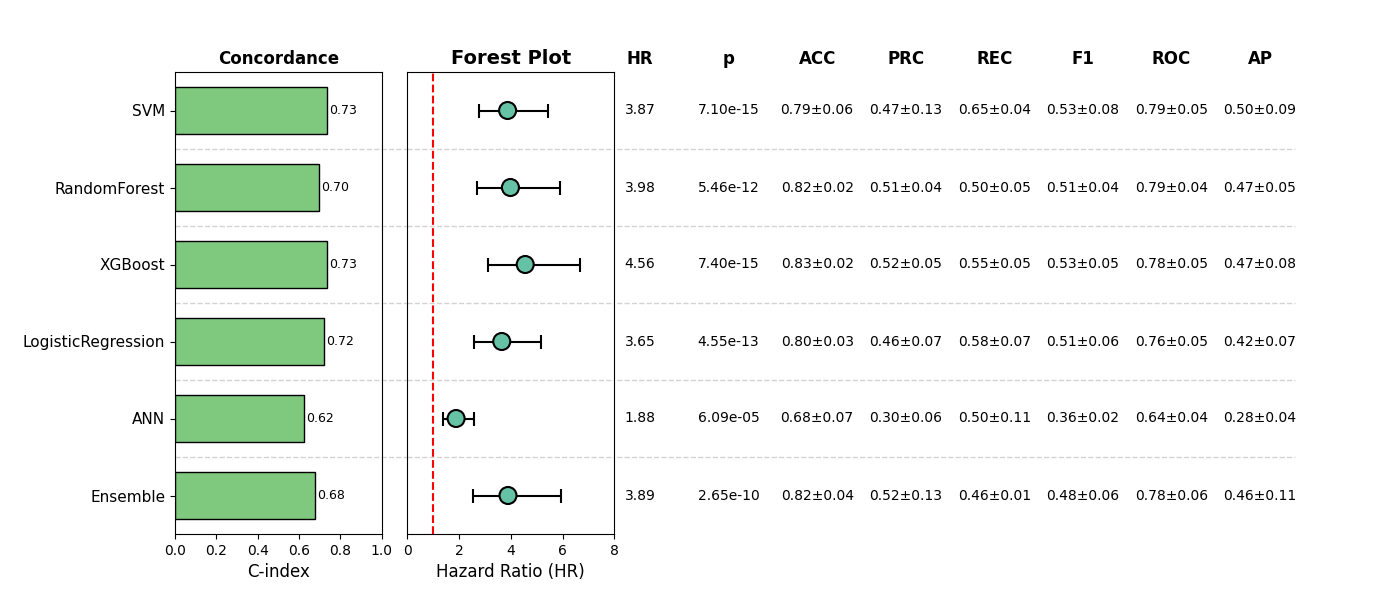 Concordance Forest Plot HR p ACC PRC REC F1 ROC AP
SVM 0.73 3.87 7.10e-15 0.79±0.06 0.47±0.13 0.65±0.04 0.53±0.08 0.79±0.05 0.50±0.09
RandomForest 0.70 3.98 5.46e-12 0.82±0.02 0.51±0.04 0.50±0.05 0.51±0.04 0.79±0.04 0.47±0.05
XGBoost 0.73 4.56 7.40e-15 0.83±0.02 0.52±0.05 0.55±0.05 0.53±0.05 0.78±0.05 0.47±0.08
LogisticRegression 0.72 3.65 4.55e-13 0.80±0.03 0.46±0.07 0.58±0.07 0.51±0.06 0.76±0.05 0.42±0.07
ANN 0.62 1.88 6.09e-05 0.68±0.07 0.30±0.06 0.50±0.11 0.36±0.02 0.64±0.04 0.28±0.04
Ensemble 0.68 3.89 2.65e-10 0.82±0.04 0.52±0.13 0.46±0.01 0.48±0.06 0.78±0.06 0.46±0.11
0.0 0.2 0.4 0.6 0.8 1.0 0 2 4 6 8
C-index Hazard Ratio (HR)